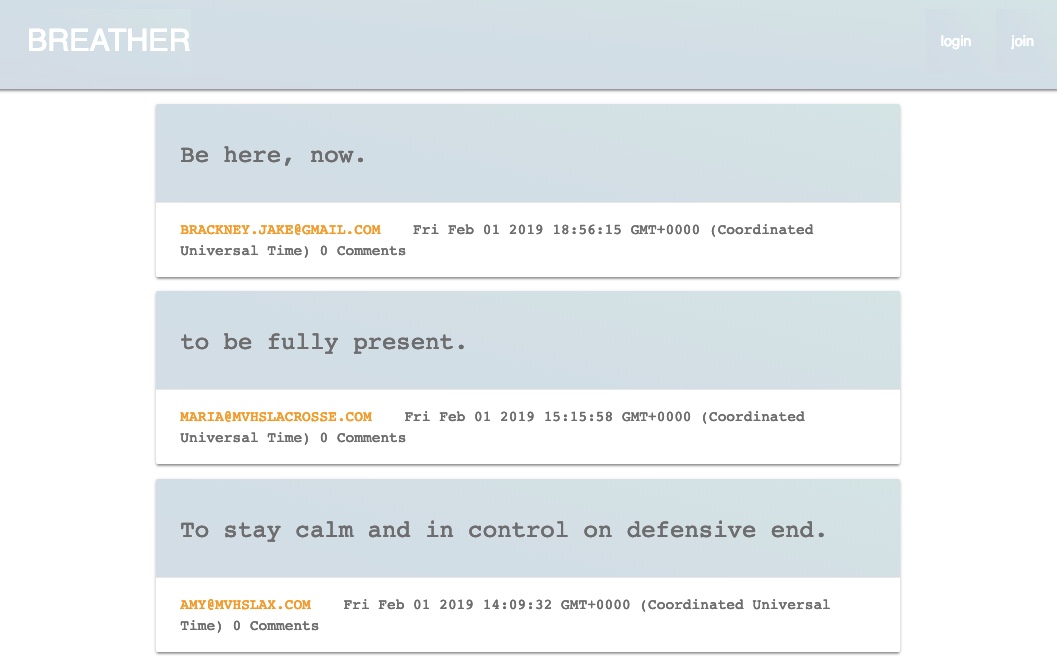 BREATHER
login join
Be here, now.
BRACKNEY.JAKE@GMAIL.COM Fri Feb 01 2019 18:56:15 GMT+0000 (Coordinated
Universal Time) 0 Comments
to be fully present.
MARIA@MVHSLACROSSE.COM Fri Feb 01 2019 15:15:58 GMT+0000 (Coordinated
Universal Time) 0 Comments
To stay calm and in control on defensive end.
AMY@MVHSLAX.COM Fri Feb 01 2019 14:09:32 GMT+0000 (Coordinated Universal
Time) 0 Comments